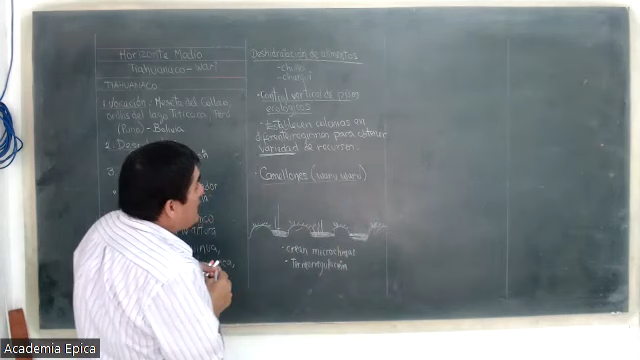 Horizonte Medio
Tiahuanaco - Wari
TIAHUANACO
1. Ubicación: Meseta del Collao,
orillas del lago Titicaca, Perú
(Puno) - Bolivia
2.
3.
Deshidratación de alimentos
- chuño
- charqui
• Control vertical de pisos
ecológicos
- Establecen colonias en
diferentes regiones para obtener
variedad de recursos.
• Camellones (waru waru)
- crean microclimas
- Termorregulación
Academia Epica